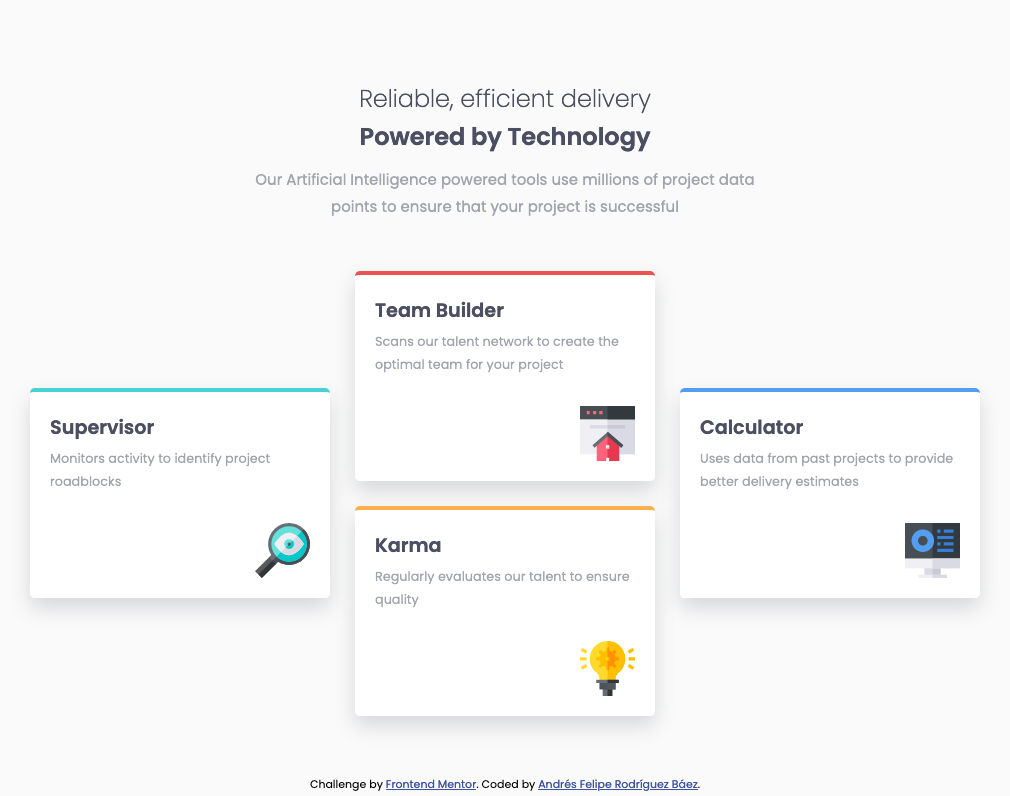 Reliable, efficient delivery
Powered by Technology
Our Artificial Intelligence powered tools use millions of project data
points to ensure that your project is successful
Supervisor
Monitors activity to identify project
roadblocks
Team Builder
Scans our talent network to create the
optimal team for your project
Karma
Regularly evaluates our talent to ensure
quality
Calculator
Uses data from past projects to provide
better delivery estimates
Challenge by Frontend Mentor. Coded by Andrés Felipe Rodríguez Báez.